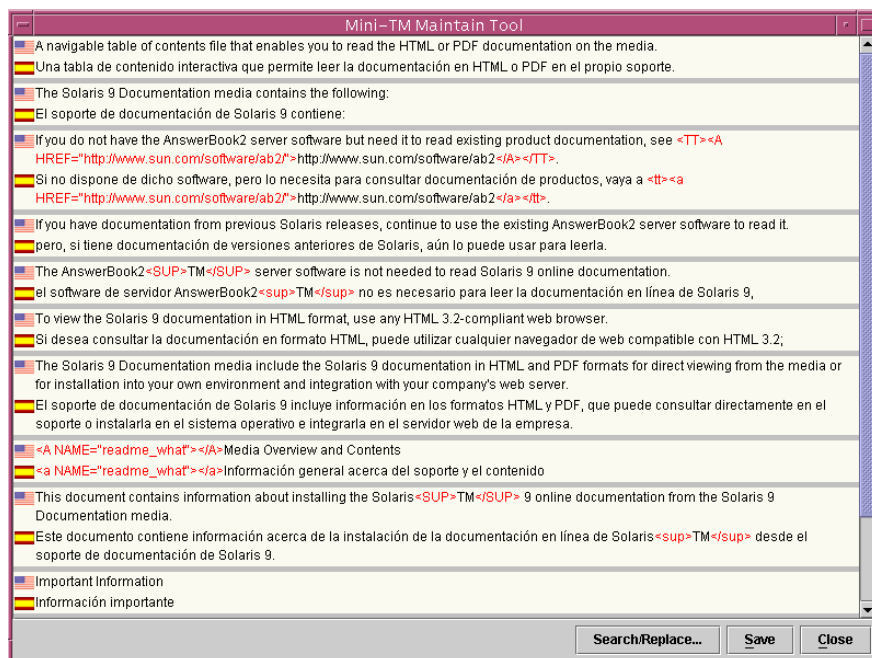 Mini-TM Maintain Tool
A navigable table of contents file that enables you to read the HTML or PDF documentation on the media.
Una tabla de contenido interactiva que permite leer la documentación en HTML o PDF en el propio soporte.
The Solaris 9 Documentation media contains the following:
El soporte de documentación de Solaris 9 contiene:
If you do not have the AnswerBook2 server software but need it to read existing product documentation, see <TT><A
HREF="http://www.sun.com/software/ab2/">http://www.sun.com/software/ab2</A></TT>.
Si no dispone de dicho software, pero lo necesita para consultar documentación de productos, vaya a <tt><a
HREF="http://www.sun.com/software/ab2/">http://www.sun.com/software/ab2</a></tt>.
If you have documentation from previous Solaris releases, continue to use the existing AnswerBook2 server software to read it.
pero, si tiene documentación de versiones anteriores de Solaris, aún lo puede usar para leerla.
The AnswerBook2<SUP>TM</SUP> server software is not needed to read Solaris 9 online documentation.
el software de servidor AnswerBook2<sup>TM</sup> no es necesario para leer la documentación en línea de Solaris 9,
To view the Solaris 9 documentation in HTML format, use any HTML 3.2-compliant web browser.
Si desea consultar la documentación en formato HTML, puede utilizar cualquier navegador de web compatible con HTML 3.2;
The Solaris 9 Documentation media include the Solaris 9 documentation in HTML and PDF formats for direct viewing from the media or
for installation into your own environment and integration with your company's web server.
El soporte de documentación de Solaris 9 incluye información en los formatos HTML y PDF, que puede consultar directamente en el
soporte o instalarla en el sistema operativo e integrarla en el servidor web de la empresa.
<A NAME="readme_what"></A>Media Overview and Contents
<a NAME="readme_what"></a>Información general acerca del soporte y el contenido
This document contains information about installing the Solaris<SUP>TM</SUP> 9 online documentation from the Solaris 9
Documentation media.
Este documento contiene información acerca de la instalación de la documentación en línea de Solaris<sup>TM</sup> desde el
soporte de documentación de Solaris 9.
Important Information
Información importante
Search/Replace... Save Close